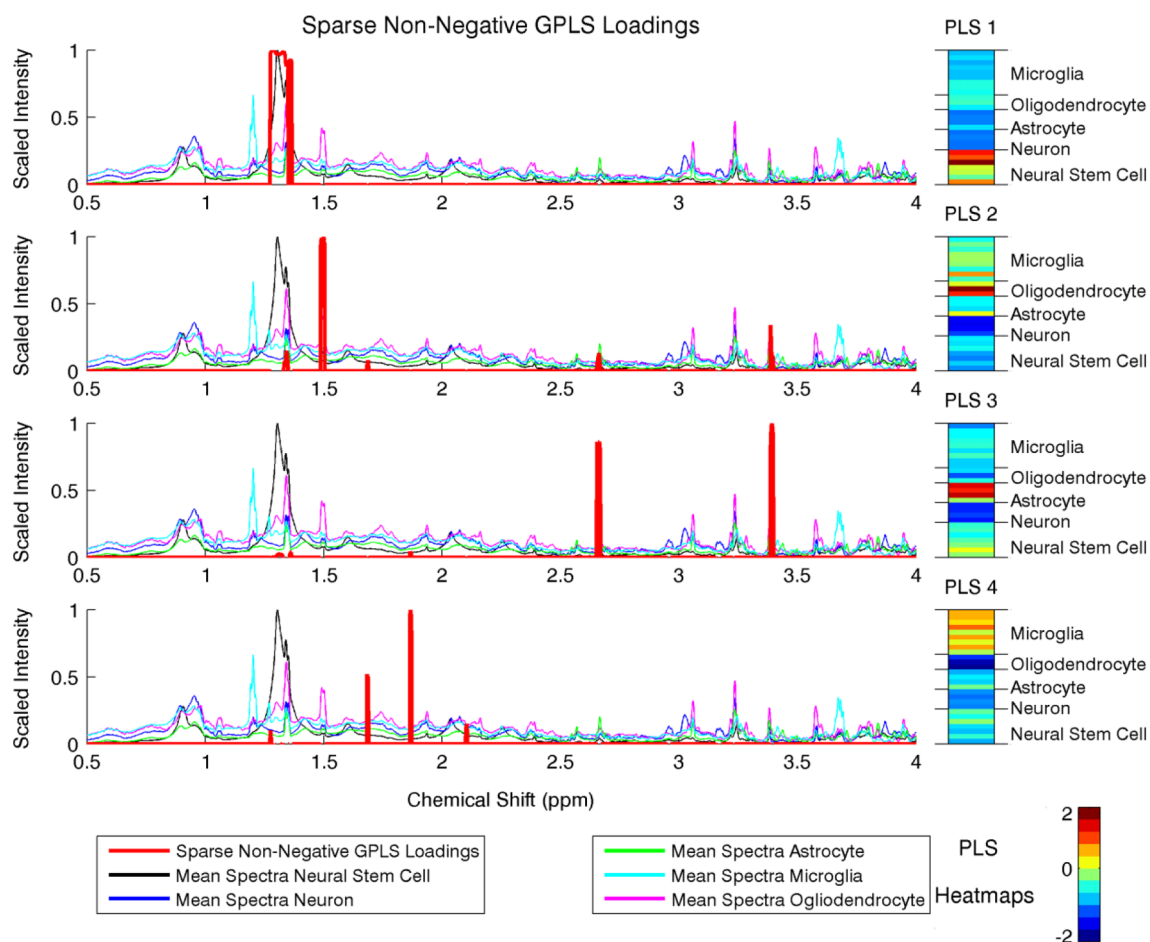 Sparse Non-Negative GPLS Loadings
PLS 1
Scaled Intensity
1
0.5
0
0.5
1
1.5
2
2.5
3
3.5
4
Microglia
Oligodendrocyte
Astrocyte
Neuron
Neural Stem Cell
PLS 2
Scaled Intensity
1
0.5
0
0.5
1
1.5
2
2.5
3
3.5
4
Microglia
Oligodendrocyte
Astrocyte
Neuron
Neural Stem Cell
PLS 3
Scaled Intensity
1
0.5
0
0.5
1
1.5
2
2.5
3
3.5
4
Microglia
Oligodendrocyte
Astrocyte
Neuron
Neural Stem Cell
PLS 4
Scaled Intensity
1
0.5
0
0.5
1
1.5
2
2.5
3
3.5
4
Microglia
Oligodendrocyte
Astrocyte
Neuron
Neural Stem Cell
Chemical Shift (ppm)
Sparse Non-Negative GPLS Loadings
Mean Spectra Neural Stem Cell
Mean Spectra Neuron
Mean Spectra Astrocyte
Mean Spectra Microglia
Mean Spectra Ogliodendrocyte
PLS
Heatmaps
2
0
-2